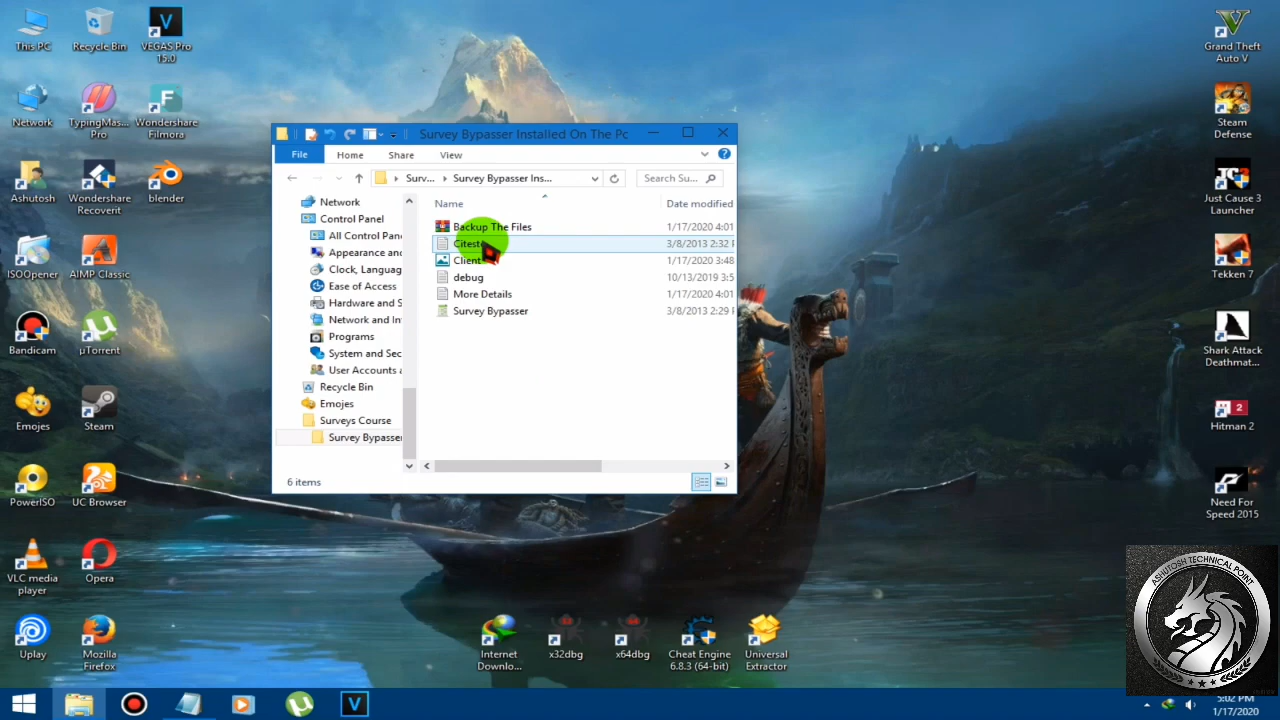 This PC
Recycle Bin
VEGAS Pro
15.0
Network
TypingMas...
Pro
Wondershare
Filmora
Ashutosh
Wondershare
Recoverit
blender
ISOOpener
AIMP Classic
Bandicam
µTorrent
Emojes
Steam
PowerISO
UC Browser
VLC media
player
Opera
Uplay
Mozilla
Firefox
Survey Bypasser Installed On The Pc
File
Home
Share
View
Surv...
Survey Bypasser Ins...
Search Su...
Network
Control Panel
All Control Pan
Appearance and
Clock, Languag
Ease of Access
Hardware and S
Network and In
Programs
System and Sec
User Accounts a
Recycle Bin
Emojes
Surveys Course
Survey Bypasser
Name
Date modified
Backup The Files
1/17/2020 4:01
Citest
3/8/2013 2:32 P
Client
1/17/2020 3:48
debug
10/13/2019 3:5
More Details
1/17/2020 4:01
Survey Bypasser
3/8/2013 2:29 P
6 items
Internet
Downlo...
x32dbg
x64dbg
Cheat Engine
6.8.3 (64-bit)
Universal
Extractor
Grand Theft
Auto V
Steam
Defense
Just Cause 3
Launcher
Tekken 7
Shark Attack
Deathmat...
2
Hitman 2
Need For
Speed 2015
ASHUTOSH TECHNICAL POINT
5:02 PM
1/17/2020